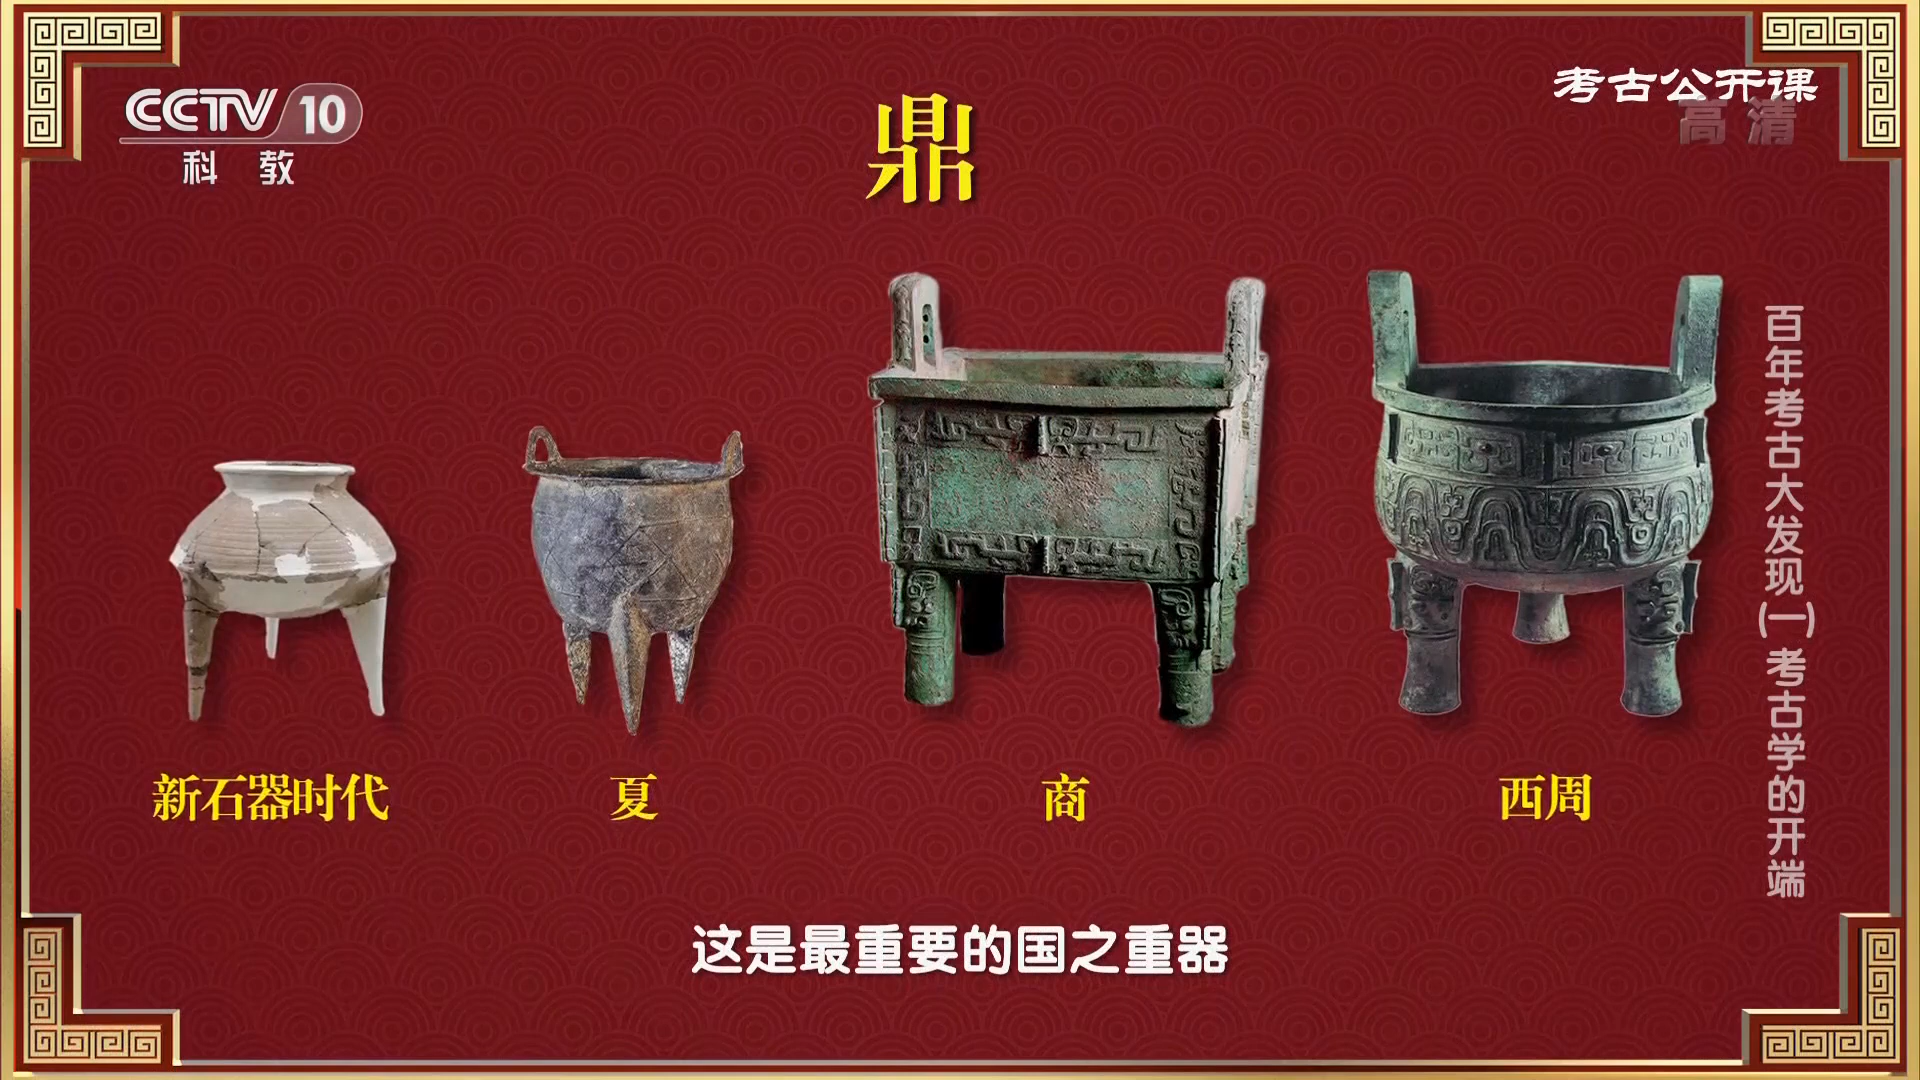 CCTV 10
科 教
考古公开课
高清
鼎
新石器时代
夏
商
西周
百年考古大发现(一) 考古学的开端
这是最重要的国之重器